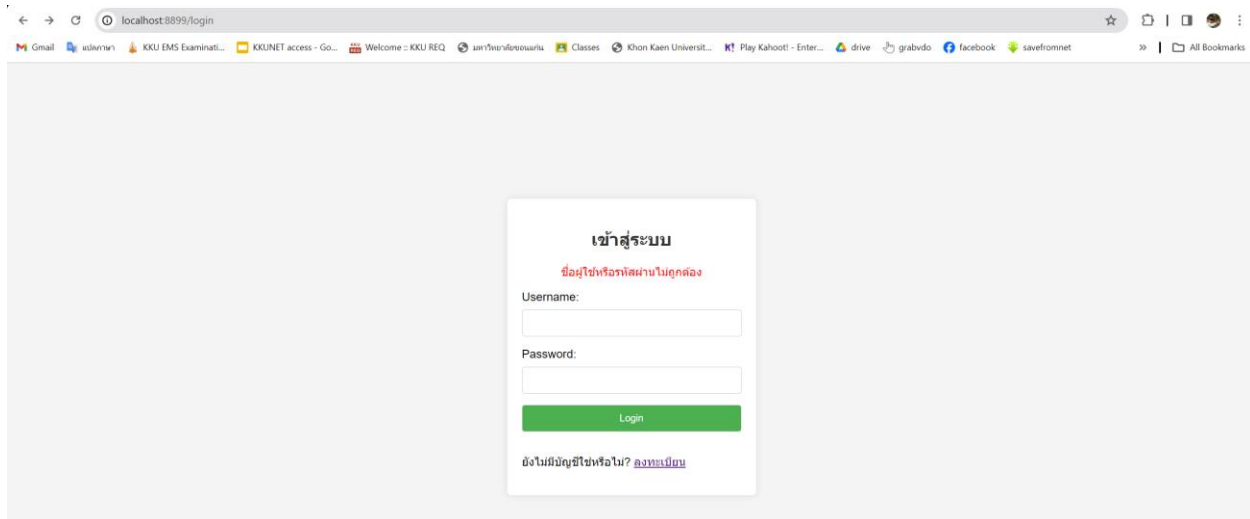 localhost:8899/login
Gmail แปลภาษา KKU EMS Examinati... KKUNET access - Go... Welcome :: KKU REQ มหาวิทยาลัยขอนแก่น Classes Khon Kaen Universit... Play Kahoot! - Enter... drive grabvdo facebook savefromnet » All Bookmarks
เข้าสู่ระบบ
ชื่อผู้ใช้หรือรหัสผ่านไม่ถูกต้อง
Username:
Password:
Login
ยังไม่มีบัญชีใช่หรือไม่? ลงทะเบียน